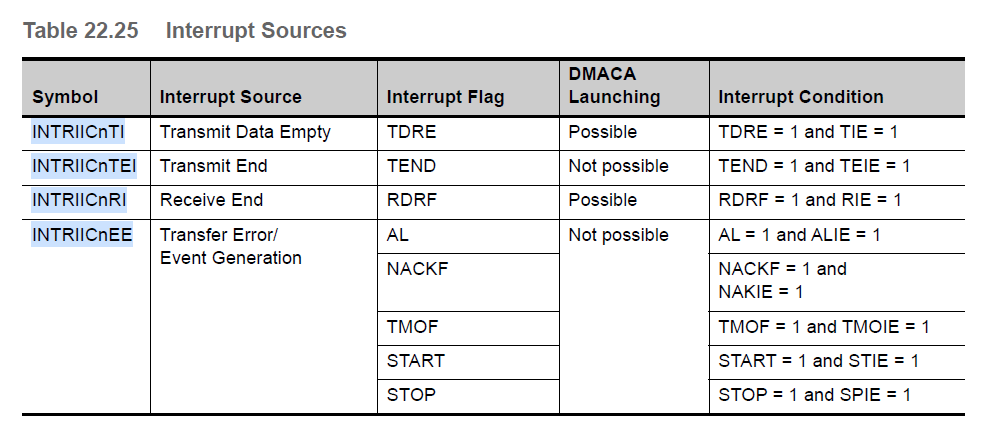 Table 22.25 Interrupt Sources
Symbol Interrupt Source Interrupt Flag DMACA Launching Interrupt Condition
INTRIICnTI Transmit Data Empty TDRE Possible TDRE = 1 and TIE = 1
INTRIICnTEI Transmit End TEND Not possible TEND = 1 and TEIE = 1
INTRIICnRI Receive End RDRF Possible RDRF = 1 and RIE = 1
INTRIICnEE Transfer Error/ AL Not possible AL = 1 and ALIE = 1
Event Generation
NACKF NACKF = 1 and
NAKIE = 1
TMOF TMOF = 1 and TMOIE = 1
START START = 1 and STIE = 1
STOP STOP = 1 and SPIE = 1